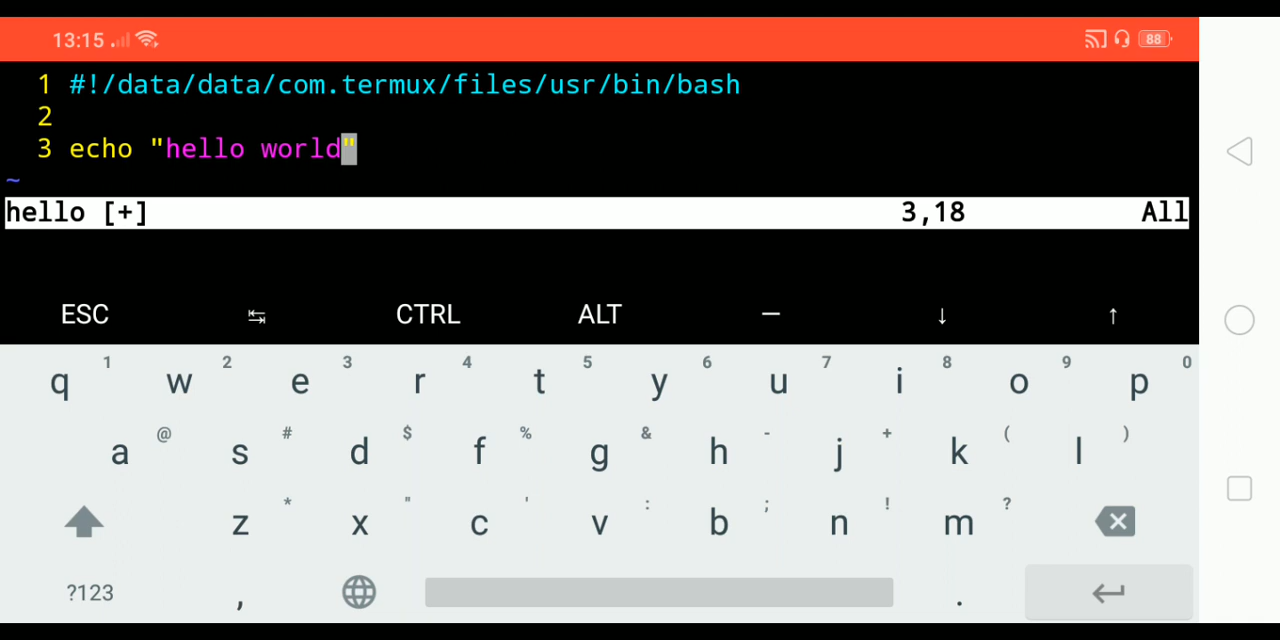 13:15 88
1 #!/data/data/com.termux/files/usr/bin/bash
2
3 echo "hello world"
~
hello [+] 3,18 All
ESC ↹ CTRL ALT — ↓ ↑
1 2 3 4 5 6 7 8 9 0
q w e r t y u i o p
@ # $ % & - + ( )
a s d f g h j k l
* " ' : ; ! ?
z x c v b n m
?123 , .